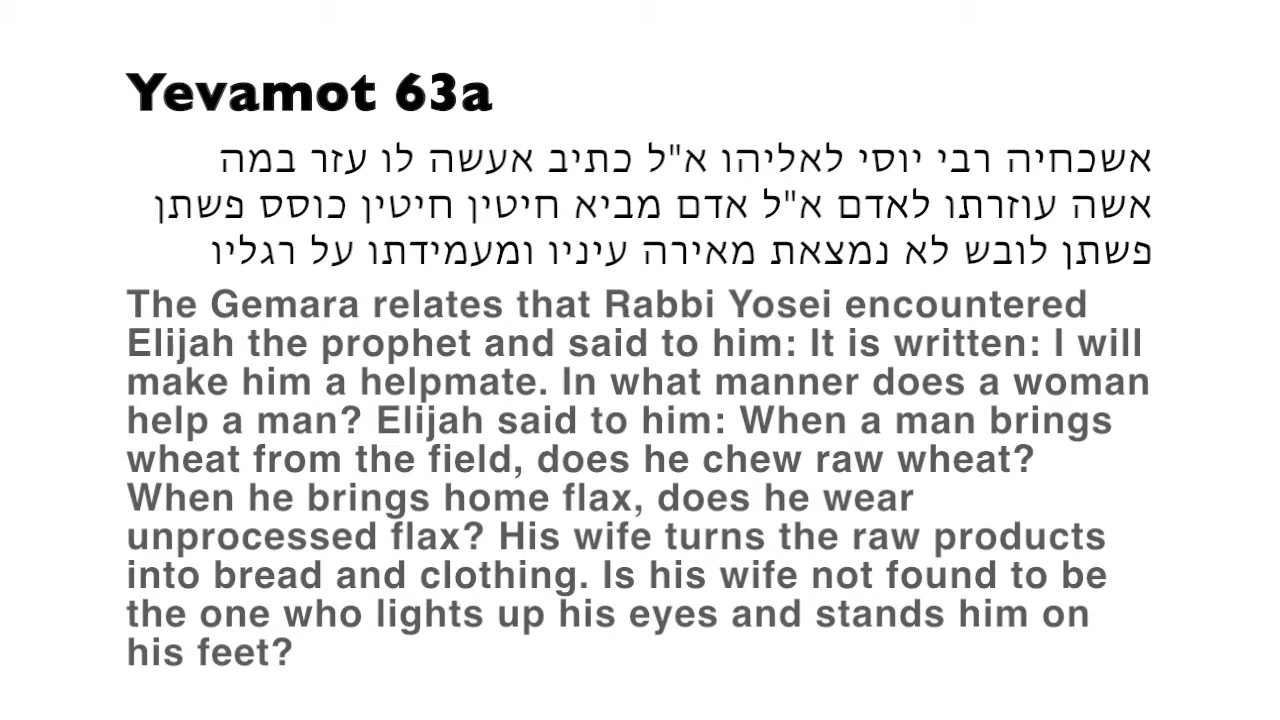 Yevamot 63a
אשכחיה רבי יוסי לאליהו א"ל כתיב אעשה לו עזר במה
אשה עוזרתו לאדם א"ל אדם מביא חיטין חיטין כוסס פשתן
פשתן לובש לא נמצאת מאירה עיניו ומעמידתו על רגליו
The Gemara relates that Rabbi Yosei encountered
Elijah the prophet and said to him: It is written: I will
make him a helpmate. In what manner does a woman
help a man? Elijah said to him: When a man brings
wheat from the field, does he chew raw wheat?
When he brings home flax, does he wear
unprocessed flax? His wife turns the raw products
into bread and clothing. Is his wife not found to be
the one who lights up his eyes and stands him on
his feet?